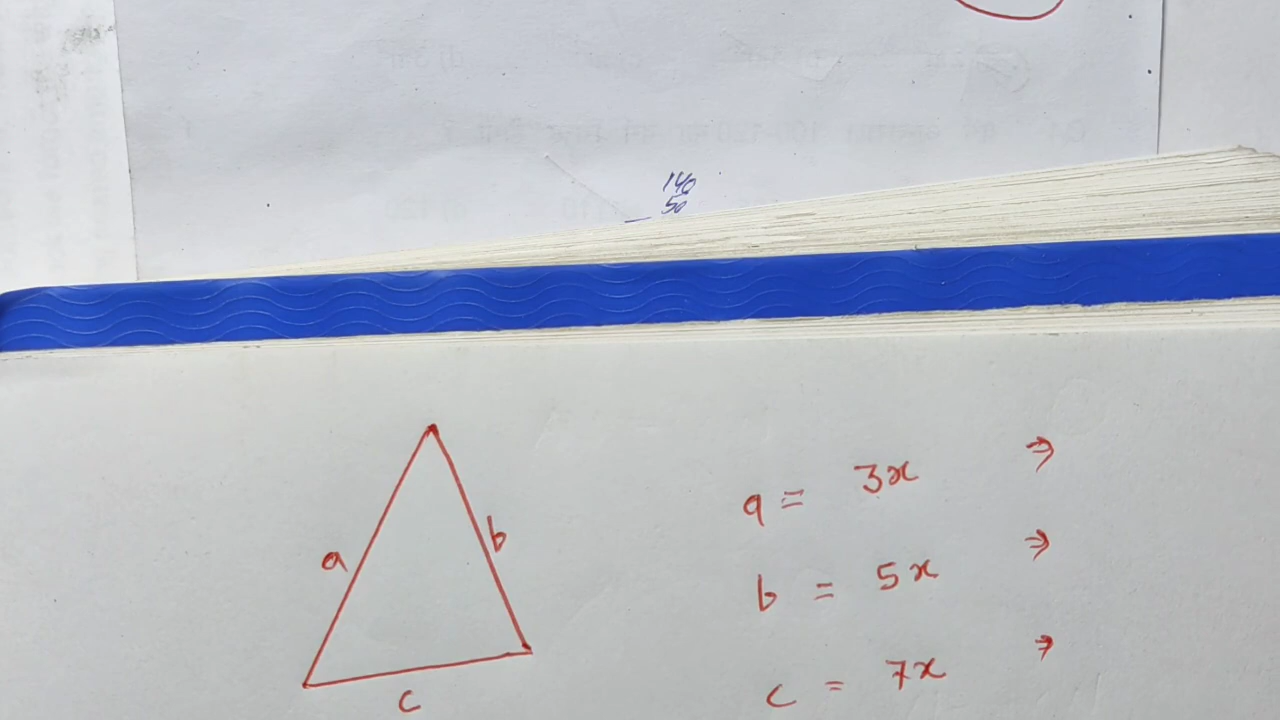 140
50
a
b
c
a = 3x ⇒
b = 5x ⇒
c = 7x ⇒